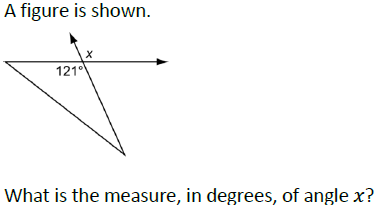 A figure is shown.
x
121°
What is the measure, in degrees, of angle x?